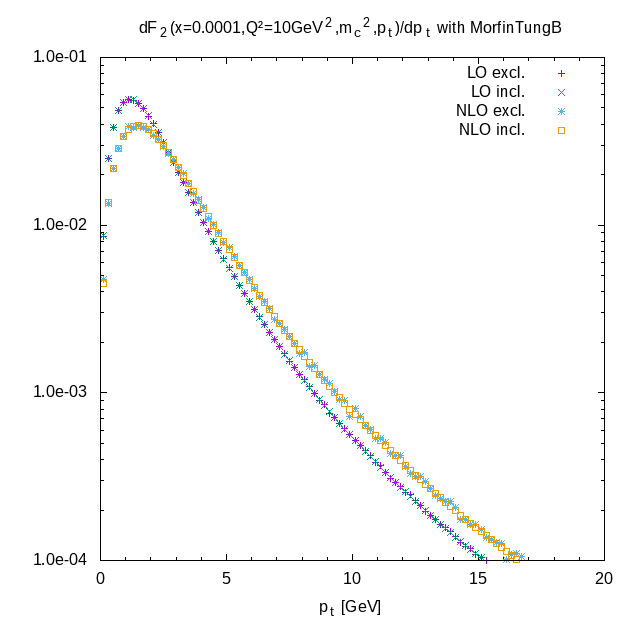 dF2(x=0.0001,Q²=10GeV2,mc2,pt)/dpt with MorfinTungB
1.0e-01
LO excl.
LO incl.
NLO excl.
NLO incl.
1.0e-02
1.0e-03
1.0e-04
0 5 10 15 20
pt [GeV]